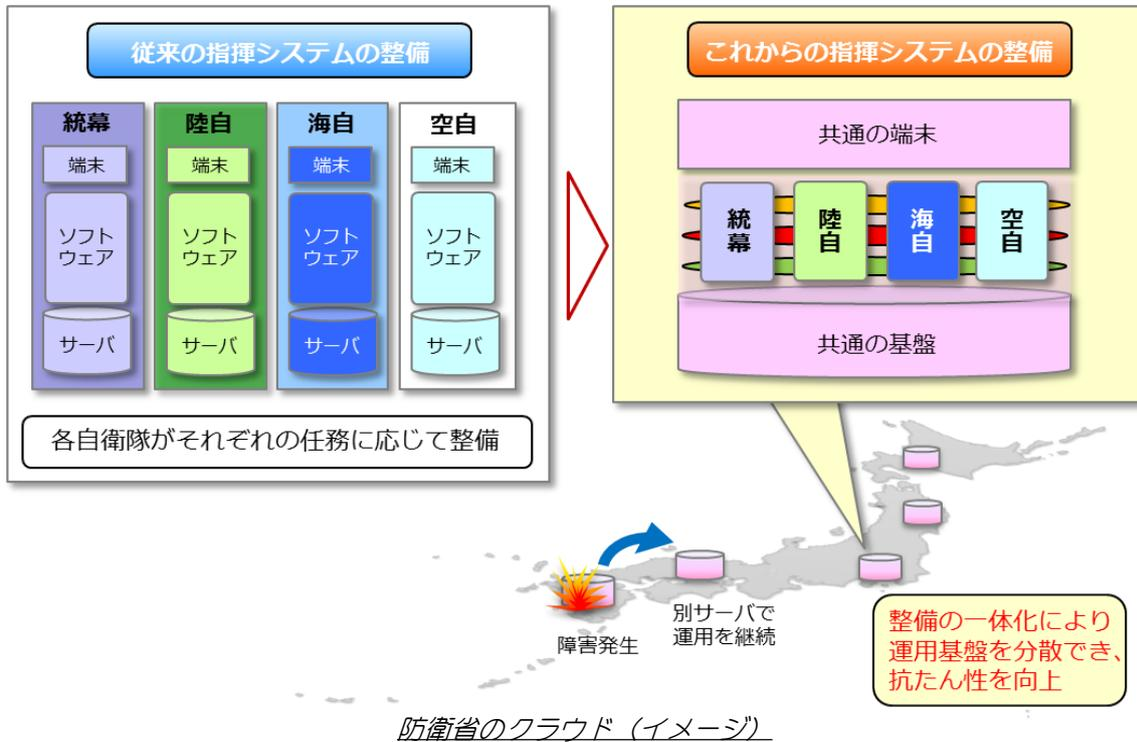 従来の指揮システムの整備
統幕
端末
ソフト
ウェア
サーバ
陸自
端末
ソフト
ウェア
サーバ
海自
端末
ソフト
ウェア
サーバ
空自
端末
ソフト
ウェア
サーバ
各自衛隊がそれぞれの任務に応じて整備
これからの指揮システムの整備
共通の端末
統幕
陸自
海自
空自
共通の基盤
障害発生
別サーバで
運用を継続
整備の一体化により
運用基盤を分散でき、
抗たん性を向上
防衛省のクラウド（イメージ）